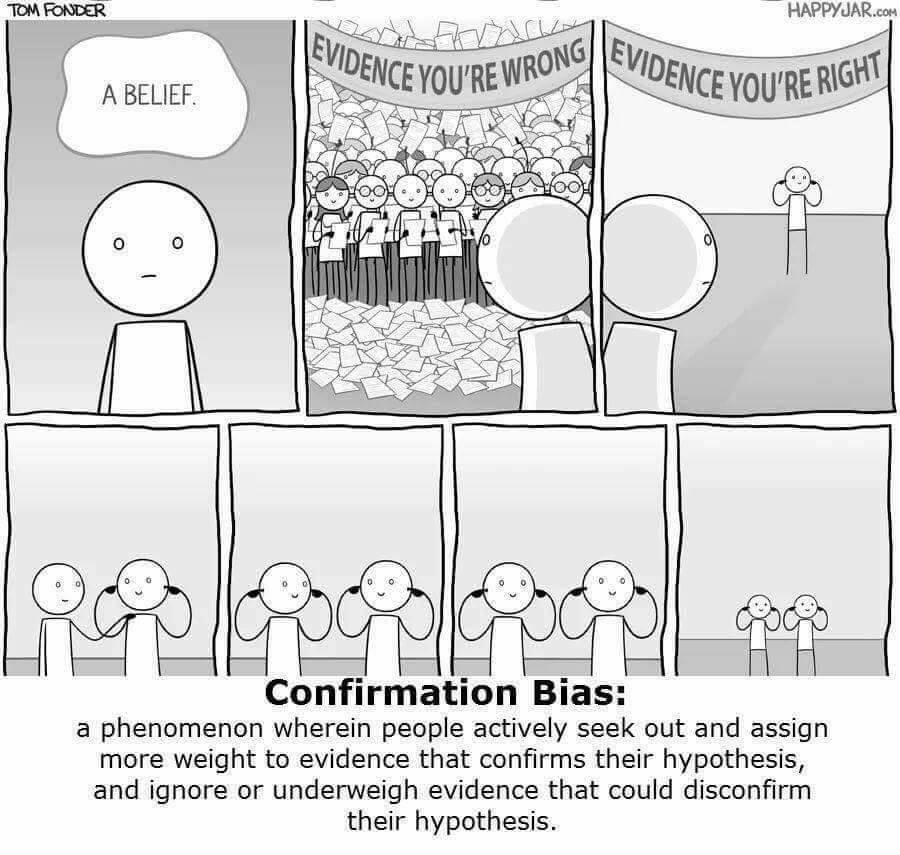 TOM FONDER
HAPPYJAR.COM
A BELIEF.
EVIDENCE YOU'RE WRONG
EVIDENCE YOU'RE RIGHT
Confirmation Bias:
a phenomenon wherein people actively seek out and assign
more weight to evidence that confirms their hypothesis,
and ignore or underweigh evidence that could disconfirm
their hypothesis.